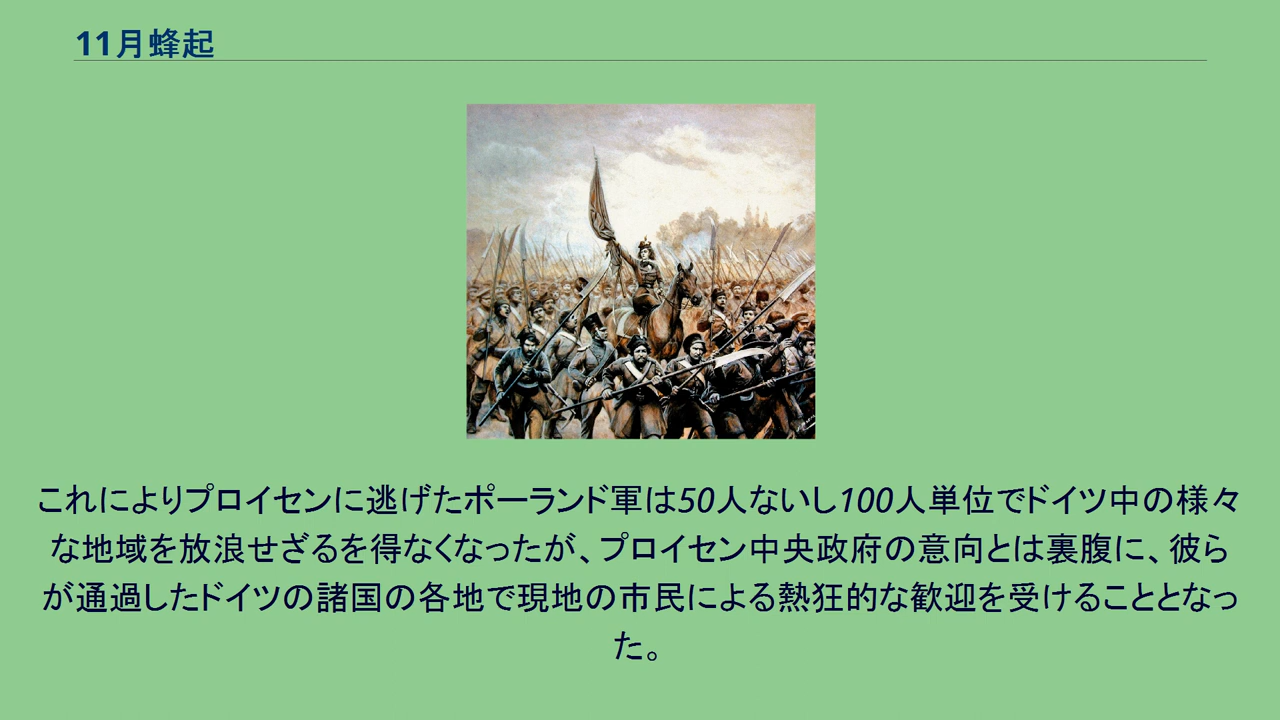 11月蜂起
これによりプロイセンに逃げたポーランド軍は50人ないし100人単位でドイツ中の様々
な地域を放浪せざるを得なくなったが、プロイセン中央政府の意向とは裏腹に、彼ら
が通過したドイツの諸国の各地で現地の市民による熱狂的な歓迎を受けることとなっ
た。